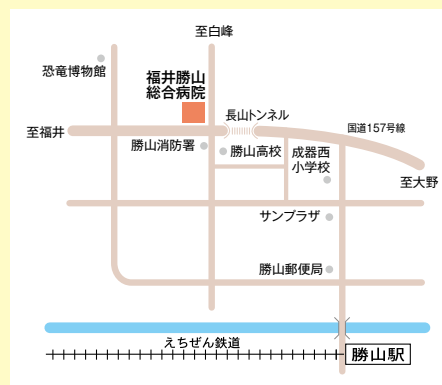 至白峰
恐竜博物館
福井勝山
総合病院
長山トンネル
至福井
国道157号線
勝山消防署
勝山高校
成器西
小学校
至大野
サンプラザ
勝山郵便局
えちぜん鉄道
勝山駅